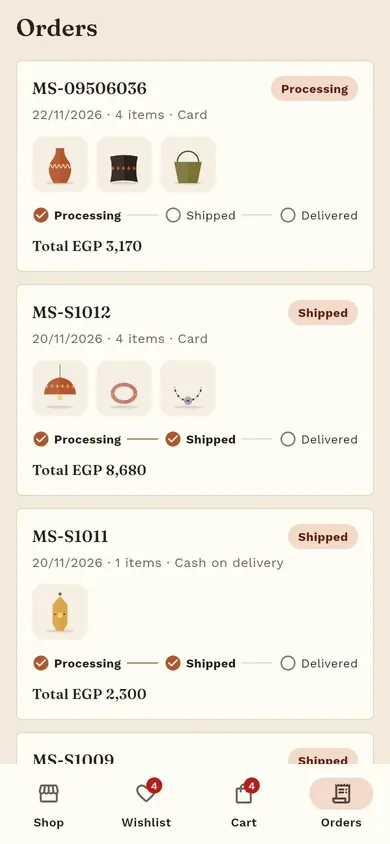 Orders
MS-09506036
Processing
22/11/2026 · 4 items · Card
Processing
Shipped
Delivered
Total EGP 3,170
MS-S1012
Shipped
20/11/2026 · 4 items · Card
Processing
Shipped
Delivered
Total EGP 8,680
MS-S1011
Shipped
20/11/2026 · 1 items · Cash on delivery
Processing
Shipped
Delivered
Total EGP 2,300
MS-S1009
Shipped
4
4
Shop
Wishlist
Cart
Orders